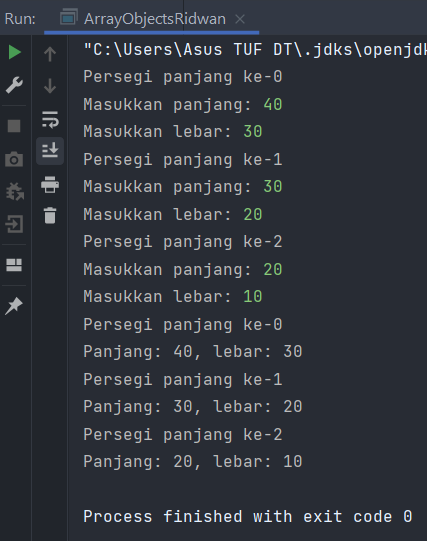 Run: ArrayObjectsRidwan
"C:\Users\Asus TUF DT\.jdks\openjdk
Persegi panjang ke-0
Masukkan panjang: 40
Masukkan lebar: 30
Persegi panjang ke-1
Masukkan panjang: 30
Masukkan lebar: 20
Persegi panjang ke-2
Masukkan panjang: 20
Masukkan lebar: 10
Persegi panjang ke-0
Panjang: 40, lebar: 30
Persegi panjang ke-1
Panjang: 30, lebar: 20
Persegi panjang ke-2
Panjang: 20, lebar: 10
Process finished with exit code 0